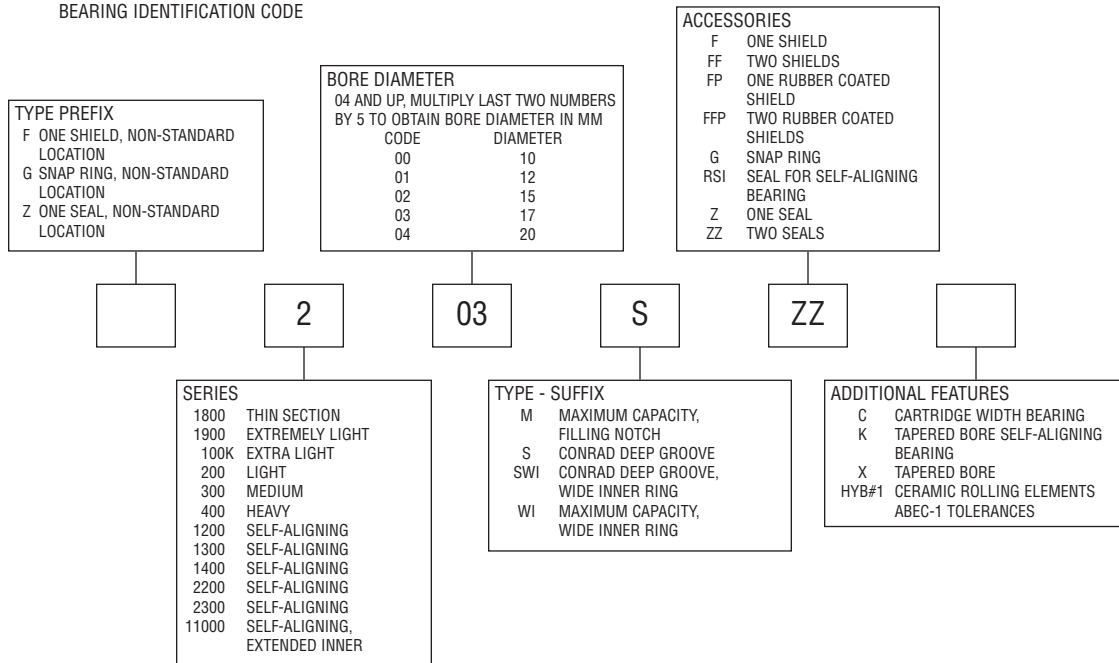 BEARING IDENTIFICATION CODE
TYPE PREFIX
F ONE SHIELD, NON-STANDARD
LOCATION
G SNAP RING, NON-STANDARD
LOCATION
Z ONE SEAL, NON-STANDARD
LOCATION
BORE DIAMETER
04 AND UP, MULTIPLY LAST TWO NUMBERS
BY 5 TO OBTAIN BORE DIAMETER IN MM
CODE DIAMETER
00 10
01 12
02 15
03 17
04 20
ACCESSORIES
F ONE SHIELD
FF TWO SHIELDS
FP ONE RUBBER COATED
SHIELD
FFP TWO RUBBER COATED
SHIELDS
G SNAP RING
RSI SEAL FOR SELF-ALIGNING
BEARING
Z ONE SEAL
ZZ TWO SEALS
2 03 S ZZ
SERIES
1800 THIN SECTION
1900 EXTREMELY LIGHT
100K EXTRA LIGHT
200 LIGHT
300 MEDIUM
400 HEAVY
1200 SELF-ALIGNING
1300 SELF-ALIGNING
1400 SELF-ALIGNING
2200 SELF-ALIGNING
2300 SELF-ALIGNING
11000 SELF-ALIGNING,
EXTENDED INNER
TYPE - SUFFIX
M MAXIMUM CAPACITY,
FILLING NOTCH
S CONRAD DEEP GROOVE
SWI CONRAD DEEP GROOVE,
WIDE INNER RING
WI MAXIMUM CAPACITY,
WIDE INNER RING
ADDITIONAL FEATURES
C CARTRIDGE WIDTH BEARING
K TAPERED BORE SELF-ALIGNING
BEARING
X TAPERED BORE
HYB#1 CERAMIC ROLLING ELEMENTS
ABEC-1 TOLERANCES